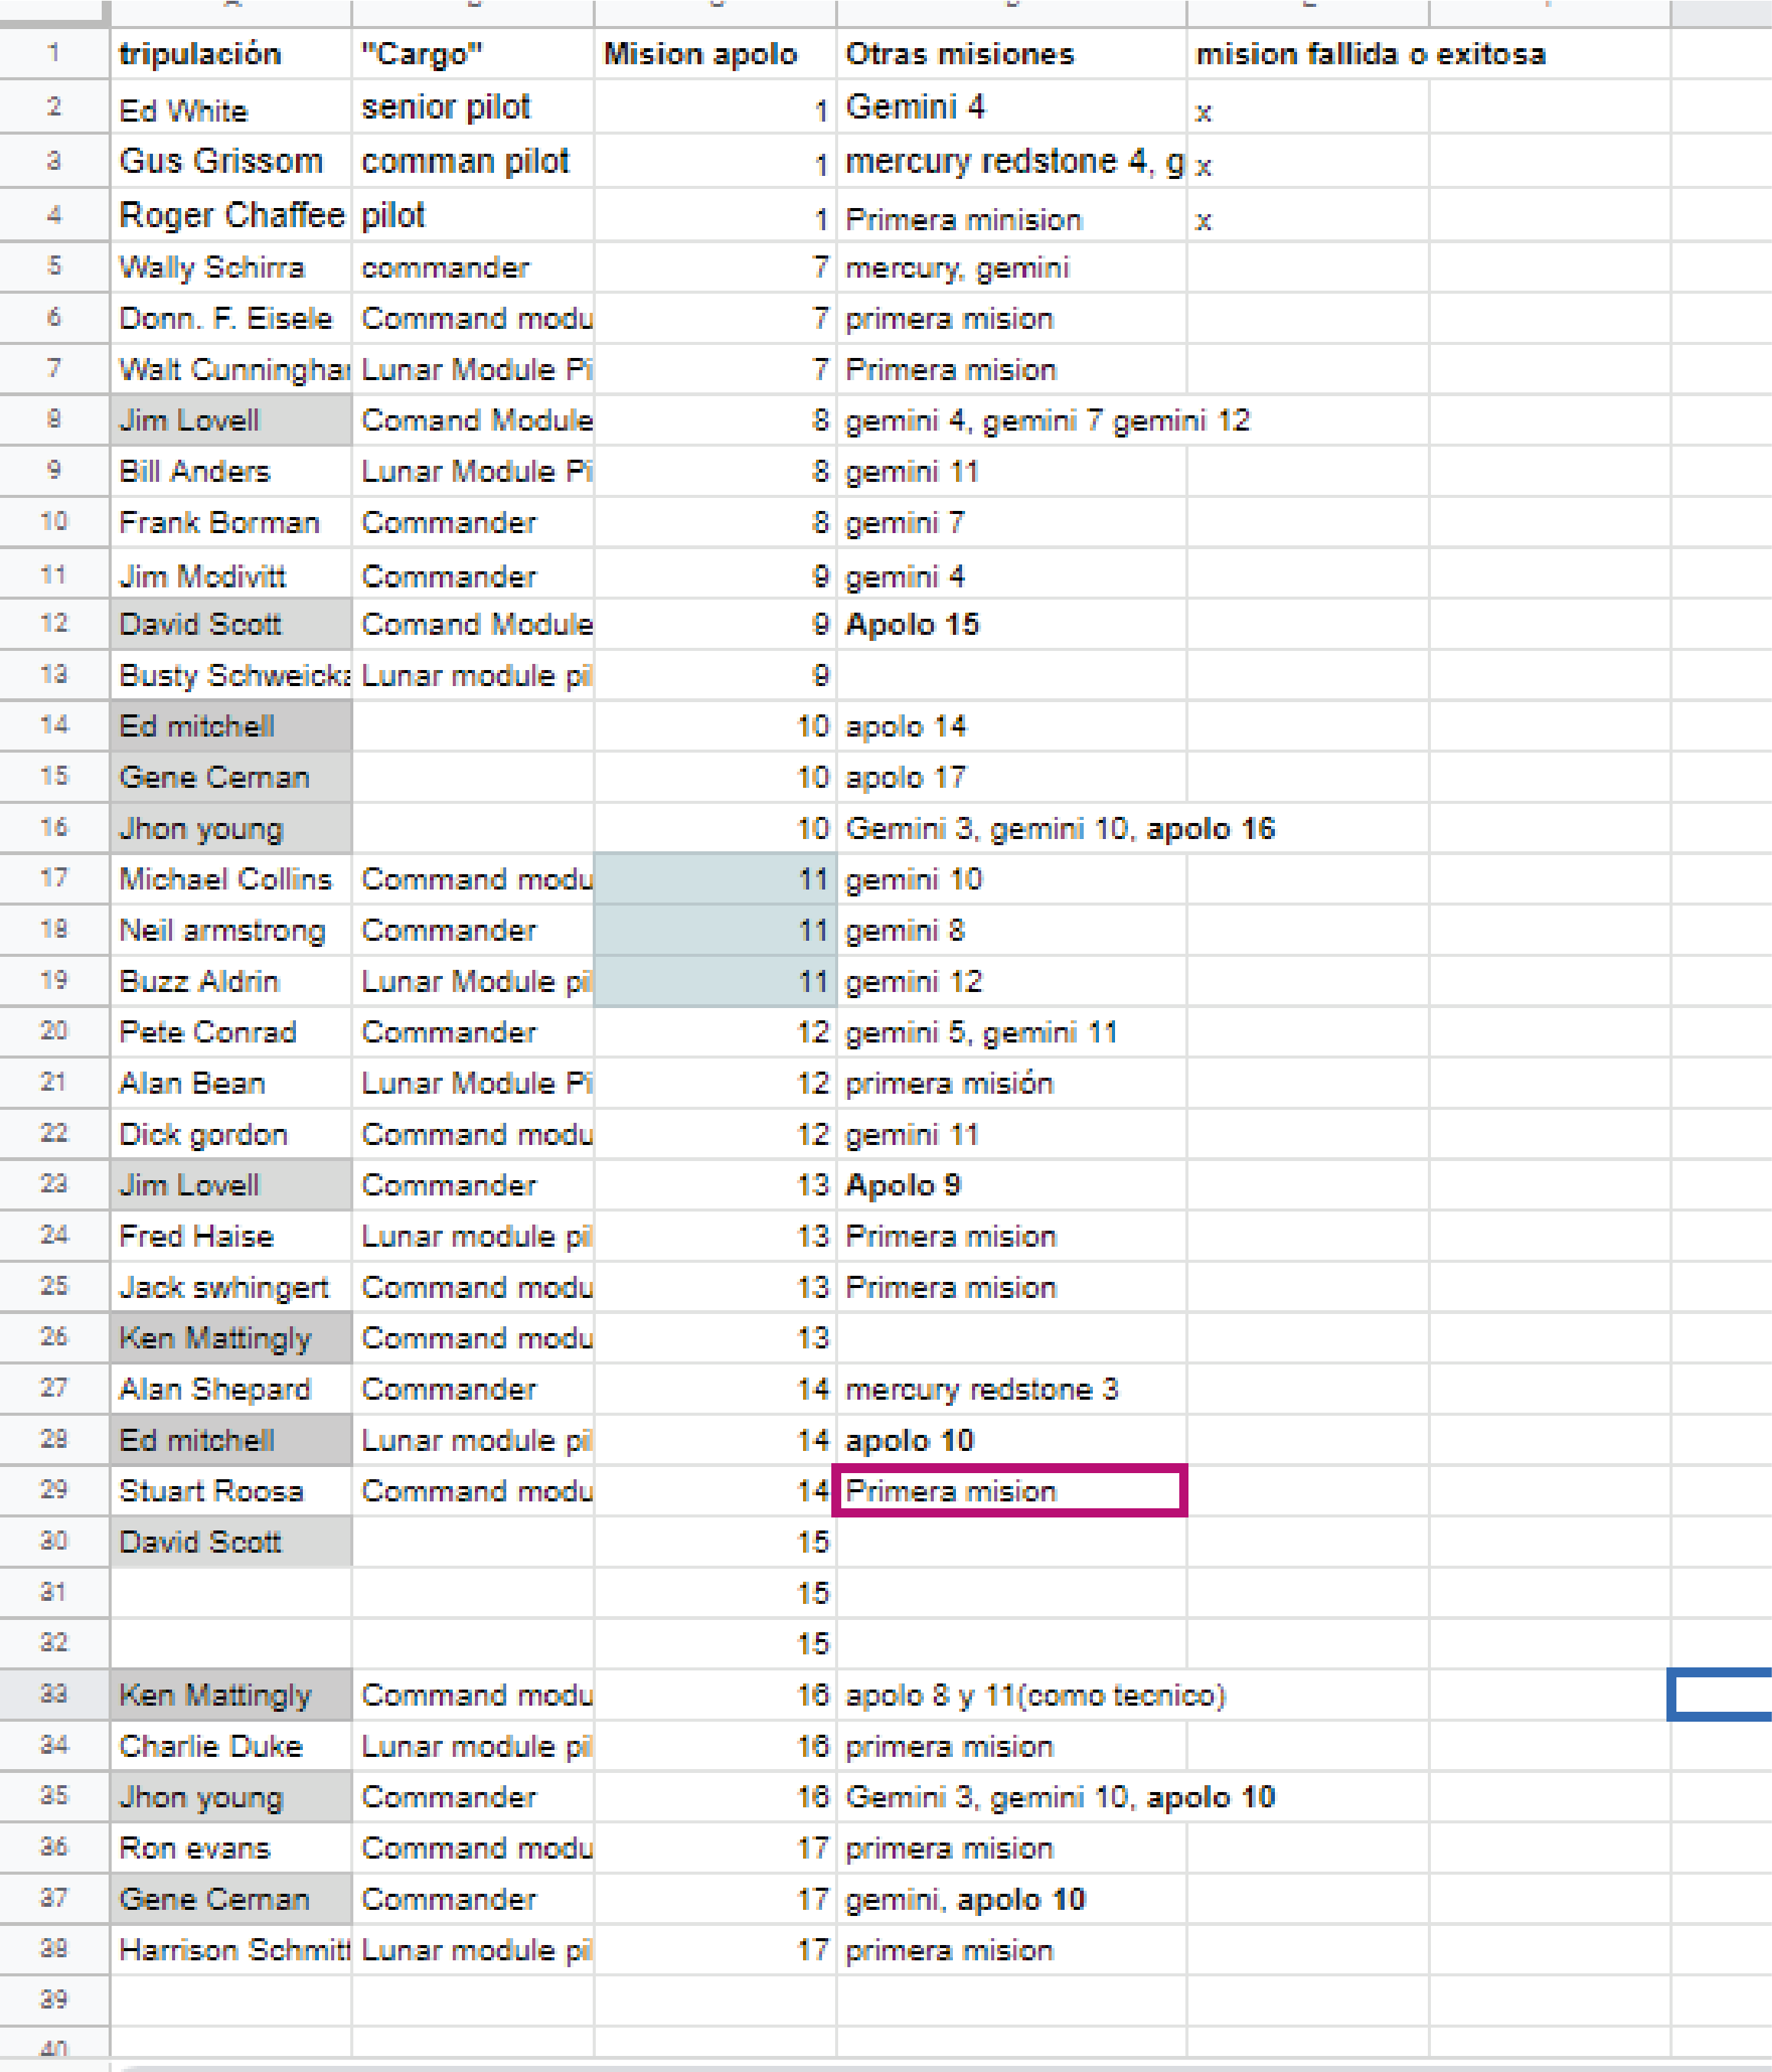 1 tripulación "Cargo" Mision apolo Otras misiones mision fallida o exitosa
2 Ed White senior pilot 1 Gemini 4 x
3 Gus Grissom comman pilot 1 mercury redstone 4, g x
4 Roger Chaffee pilot 1 Primera minision x
5 Wally Schirra commander 7 mercury, gemini
6 Donn. F. Eisele Command modu 7 primera mision
7 Walt Cunninghar Lunar Module Pi 7 Primera mision
8 Jim Lovell Comand Module 8 gemini 4, gemini 7 gemini 12
9 Bill Anders Lunar Module Pi 8 gemini 11
10 Frank Borman Commander 8 gemini 7
11 Jim Mcdivitt Commander 9 gemini 4
12 David Scott Comand Module 9 Apolo 15
13 Busty Schweicka Lunar module pil 9
14 Ed mitchell 10 apolo 14
15 Gene Cernan 10 apolo 17
16 Jhon young 10 Gemini 3, gemini 10, apolo 16
17 Michael Collins Command modu 11 gemini 10
18 Neil armstrong Commander 11 gemini 8
19 Buzz Aldrin Lunar Module pil 11 gemini 12
20 Pete Conrad Commander 12 gemini 5, gemini 11
21 Alan Bean Lunar Module Pi 12 primera misión
22 Dick gordon Command modu 12 gemini 11
23 Jim Lovell Commander 13 Apolo 9
24 Fred Haise Lunar module pil 13 Primera mision
25 Jack swhingert Command modu 13 Primera mision
26 Ken Mattingly Command modu 13
27 Alan Shepard Commander 14 mercury redstone 3
28 Ed mitchell Lunar module pil 14 apolo 10
29 Stuart Roosa Command modu 14 Primera mision
30 David Scott 15
31 15
32 15
33 Ken Mattingly Command modu 16 apolo 8 y 11(como tecnico)
34 Charlie Duke Lunar module pil 16 primera mision
35 Jhon young Commander 16 Gemini 3, gemini 10, apolo 10
36 Ron evans Command modu 17 primera mision
37 Gene Cernan Commander 17 gemini, apolo 10
38 Harrison Schmitt Lunar module pil 17 primera mision
39
40